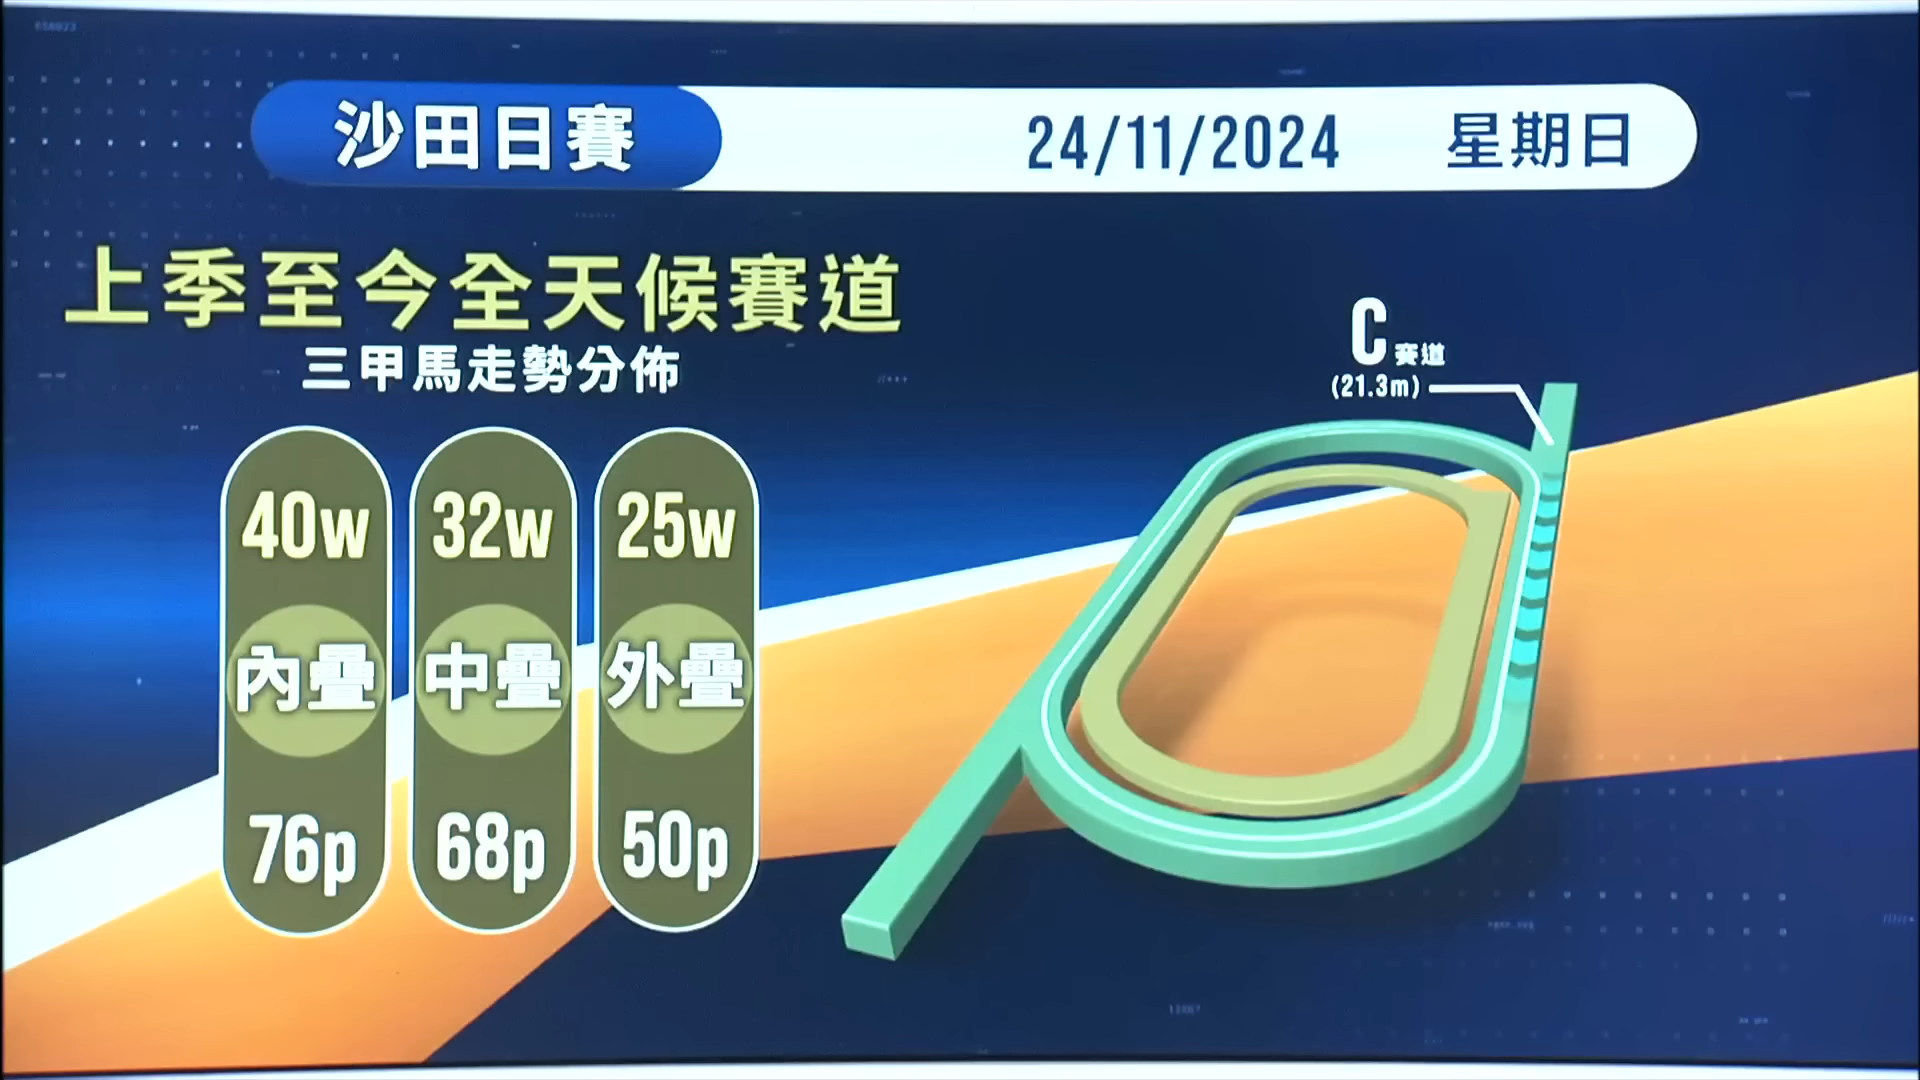 沙田日賽
24/11/2024 星期日
上季至今全天候賽道
三甲馬走勢分佈
C賽道
(21.3m)
40w 32w 25w
內疊 中疊 外疊
76p 68p 50p